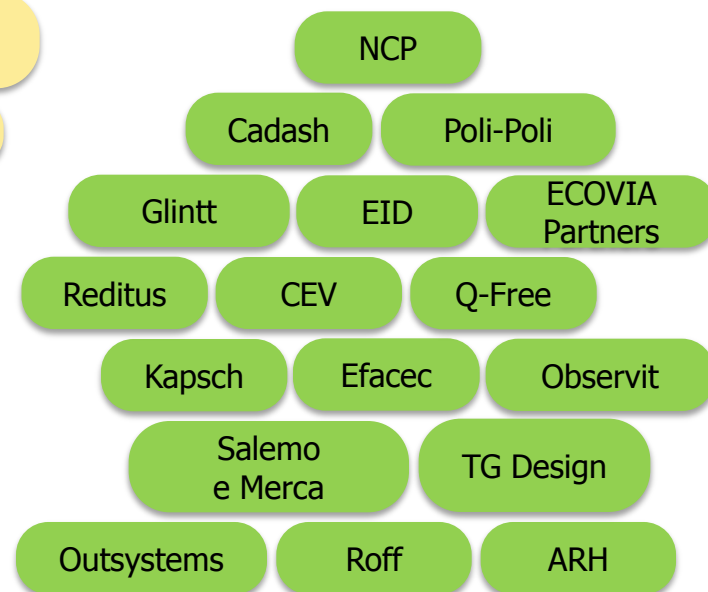 NCP
Cadash
Poli-Poli
Glintt
EID
ECOVIA
Partners
Reditus
CEV
Q-Free
Kapsch
Efacec
Observit
Salemo
e Merca
TG Design
Outsystems
Roff
ARH